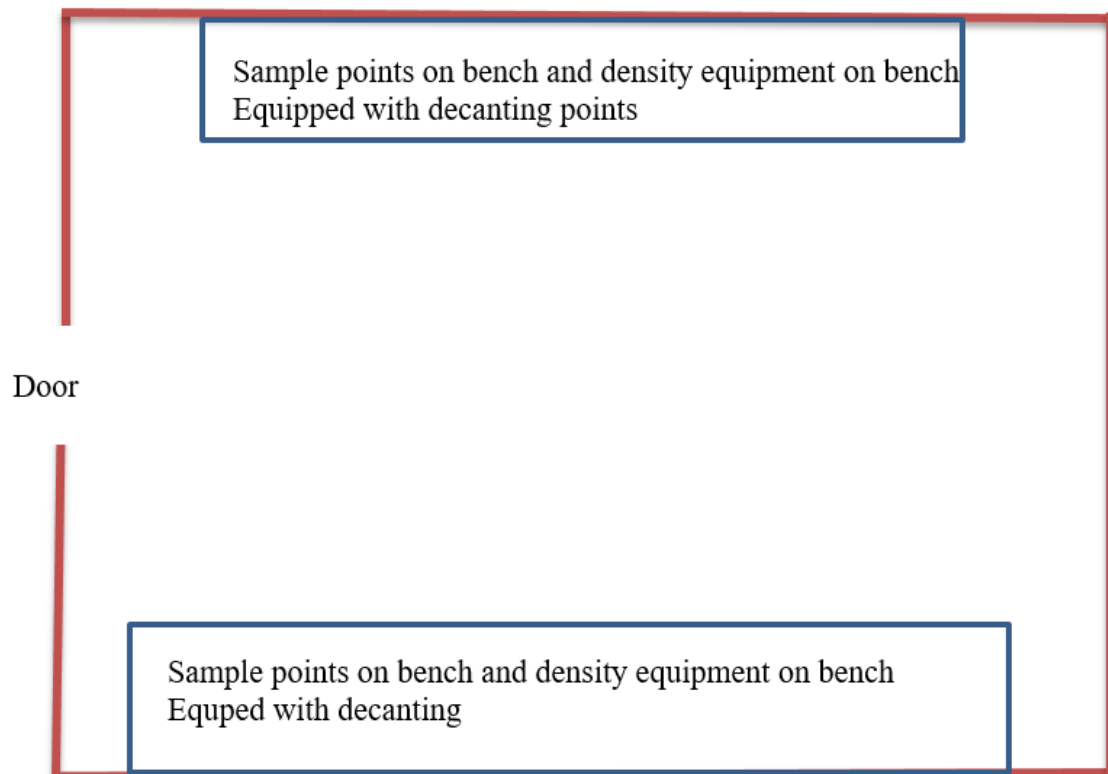 Sample points on bench and density equipment on bench
Equipped with decanting points
Door
Sample points on bench and density equipment on bench
Equped with decanting